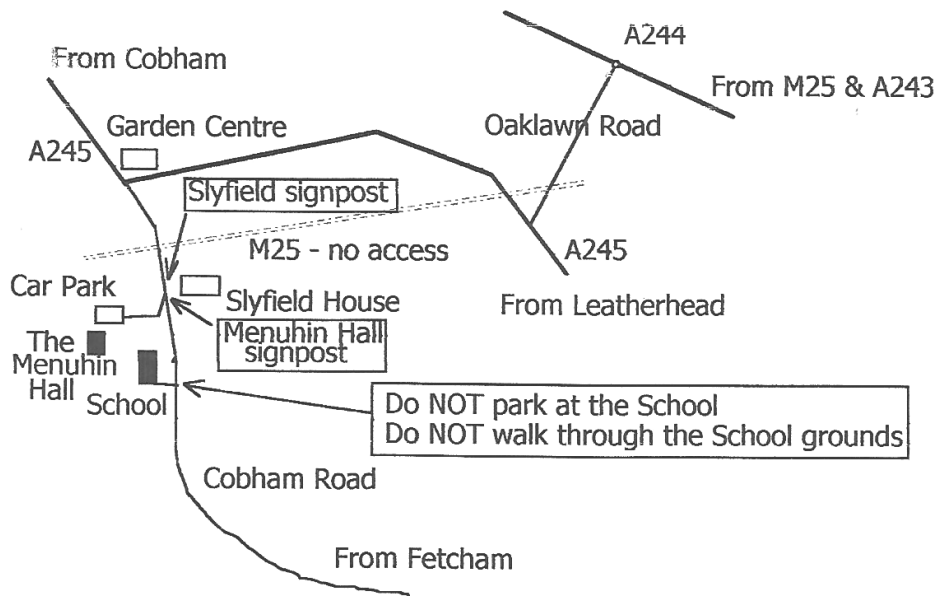 A244
From Cobham
From M25 & A243
Garden Centre
Oaklawn Road
A245
Slyfield signpost
M25 - no access
A245
Car Park
Slyfield House
From Leatherhead
Menuhin Hall
signpost
The
Menuhin
Hall
School
Do NOT park at the School
Do NOT walk through the School grounds
Cobham Road
From Fetcham